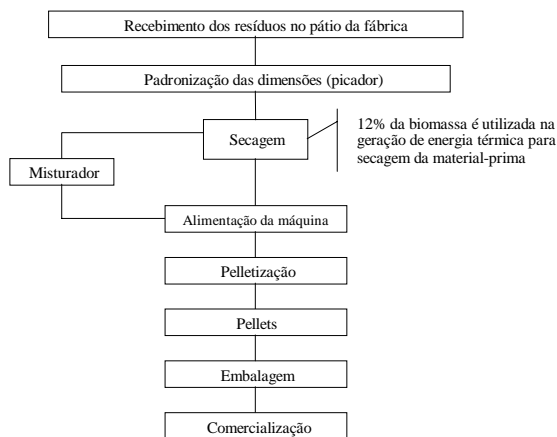 Recebimento dos resíduos no pátio da fábrica
Padronização das dimensões (picador)
Secagem
12% da biomassa é utilizada na
geração de energia térmica para
secagem da material-prima
Misturador
Alimentação da máquina
Pelletização
Pellets
Embalagem
Comercialização